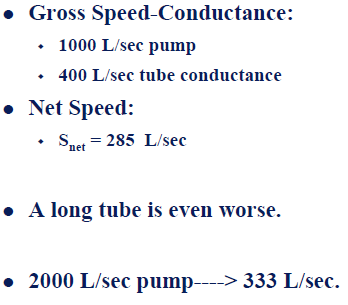 • Gross Speed-Conductance:
• 1000 L/sec pump
• 400 L/sec tube conductance
• Net Speed:
• Snet = 285 L/sec
• A long tube is even worse.
• 2000 L/sec pump----> 333 L/sec.